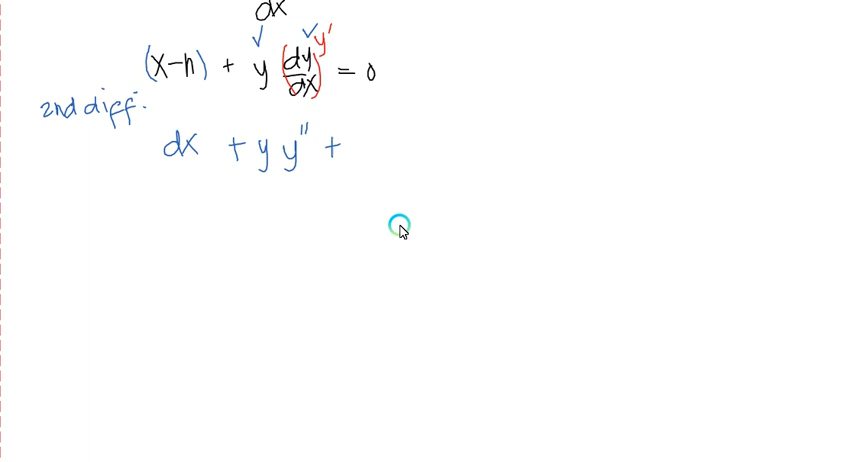 dx
(x-h) + y (dy/dx) y' = 0
2nd diff:
dx + y y'' +